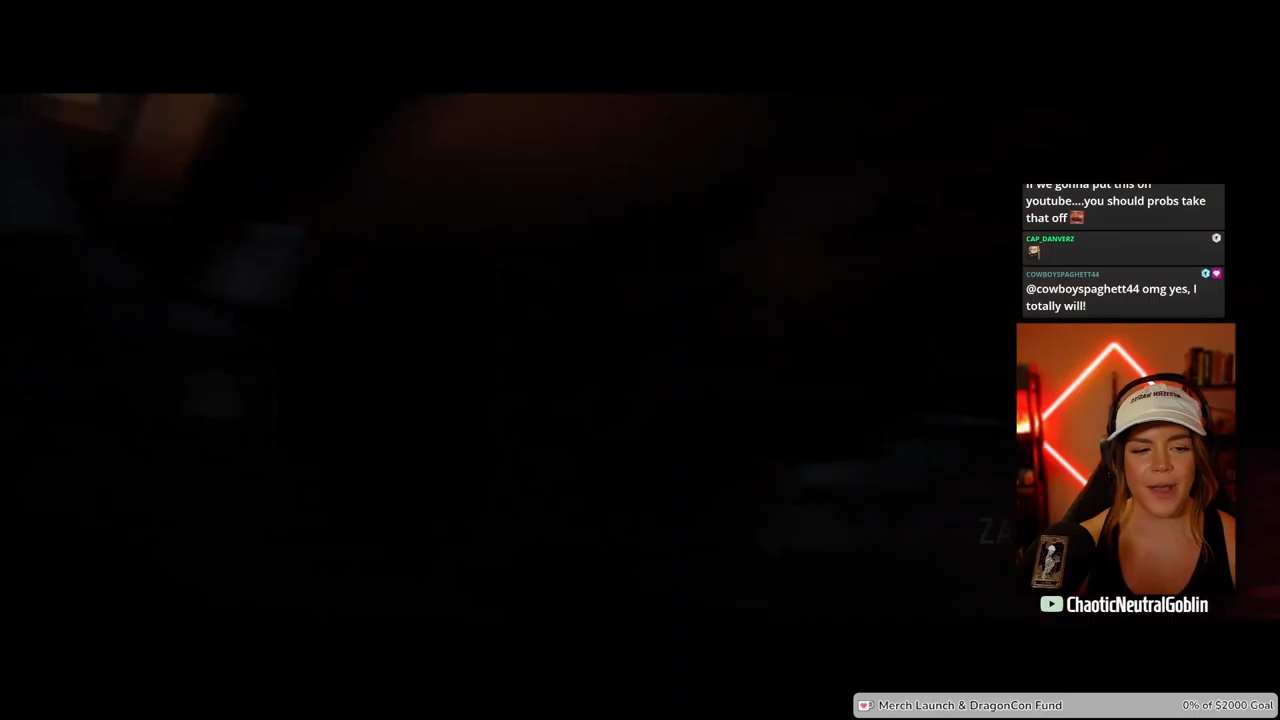 youtube....you should probs take
that off
CAP_DANVERZ
COWBOYSPAGHETT44
@cowboyspaghett44 omg yes, I
totally will!
ZA
ChaoticNeutralGoblin
Merch Launch & DragonCon Fund
0% of $2000 Goal